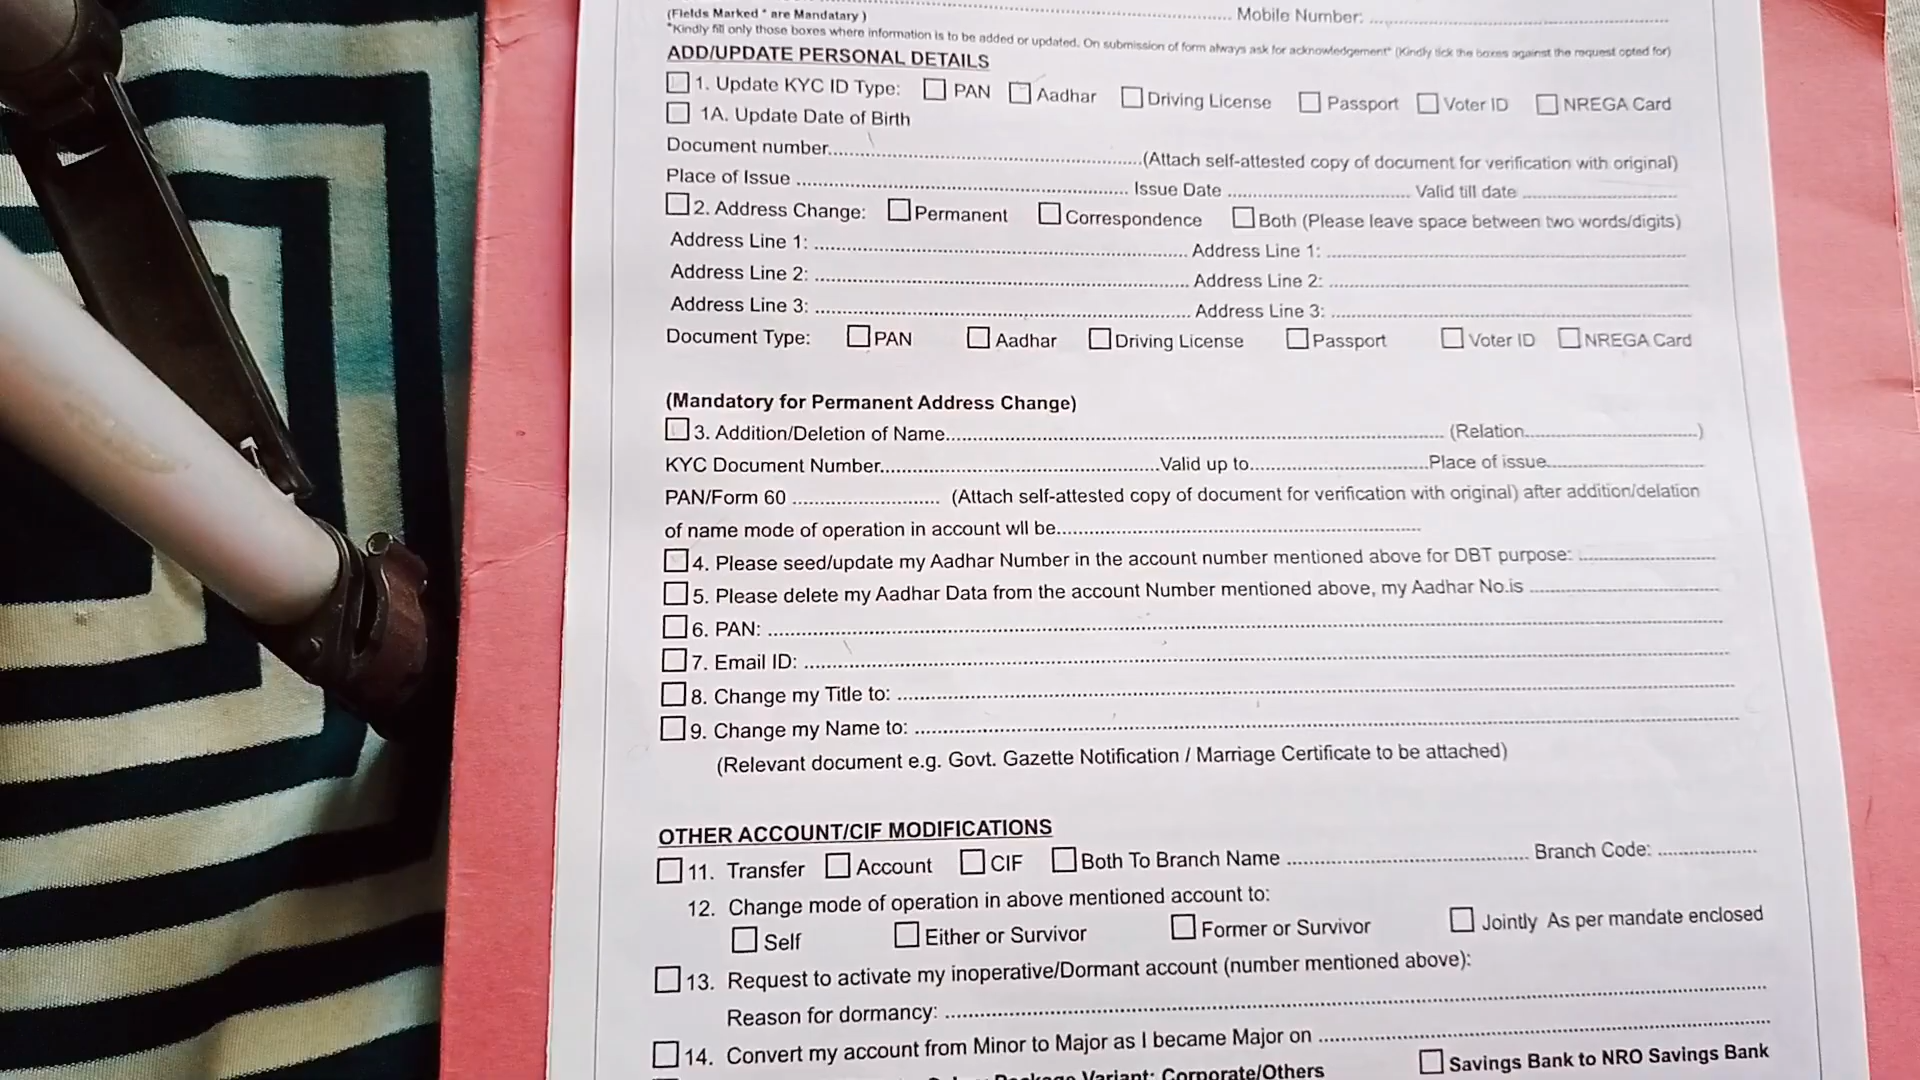 Mobile Number: ................
(Fields Marked * are Mandatary )
*Kindly fill only those boxes where information is to be added or updated. On submission of form always ask for acknowledgement* (Kindly tick the boxes against the request opted for)
ADD/UPDATE PERSONAL DETAILS
1. Update KYC ID Type: PAN Aadhar Driving License Passport Voter ID NREGA Card
1A. Update Date of Birth
Document number................(Attach self-attested copy of document for verification with original)
Place of Issue ................ Issue Date ................ Valid till date ................
2. Address Change: Permanent Correspondence Both (Please leave space between two words/digits)
Address Line 1: ................ Address Line 1: ................
Address Line 2: ................ Address Line 2: ................
Address Line 3: ................ Address Line 3: ................
Document Type: PAN Aadhar Driving License Passport Voter ID NREGA Card
(Mandatory for Permanent Address Change)
3. Addition/Deletion of Name................ (Relation................)
KYC Document Number................Valid up to................Place of issue................
PAN/Form 60 ................ (Attach self-attested copy of document for verification with original) after addition/delation
of name mode of operation in account wll be................
4. Please seed/update my Aadhar Number in the account number mentioned above for DBT purpose: ................
5. Please delete my Aadhar Data from the account Number mentioned above, my Aadhar No.is ................
6. PAN: ................
7. Email ID: ................
8. Change my Title to: ................
9. Change my Name to: ................
(Relevant document e.g. Govt. Gazette Notification / Marriage Certificate to be attached)
OTHER ACCOUNT/CIF MODIFICATIONS
11. Transfer Account CIF Both To Branch Name ................ Branch Code: ................
12. Change mode of operation in above mentioned account to:
Self Either or Survivor Former or Survivor Jointly As per mandate enclosed
13. Request to activate my inoperative/Dormant account (number mentioned above):
Reason for dormancy: ................
14. Convert my account from Minor to Major as I became Major on ................
Package Variant: Corporate/Others Savings Bank to NRO Savings Bank